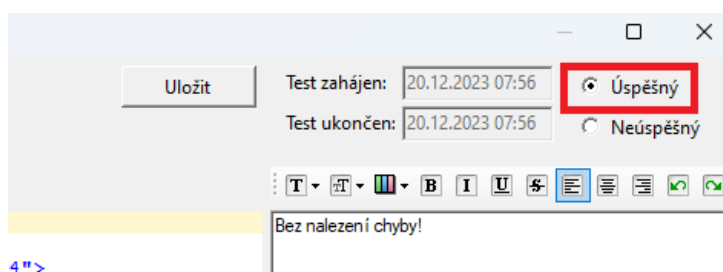 Uložit
Test zahájen: 20.12.2023 07:56
Úspěšný
Test ukončen: 20.12.2023 07:56
Neúspěšný
T T B I U S
Bez nalezení chyby!
4">